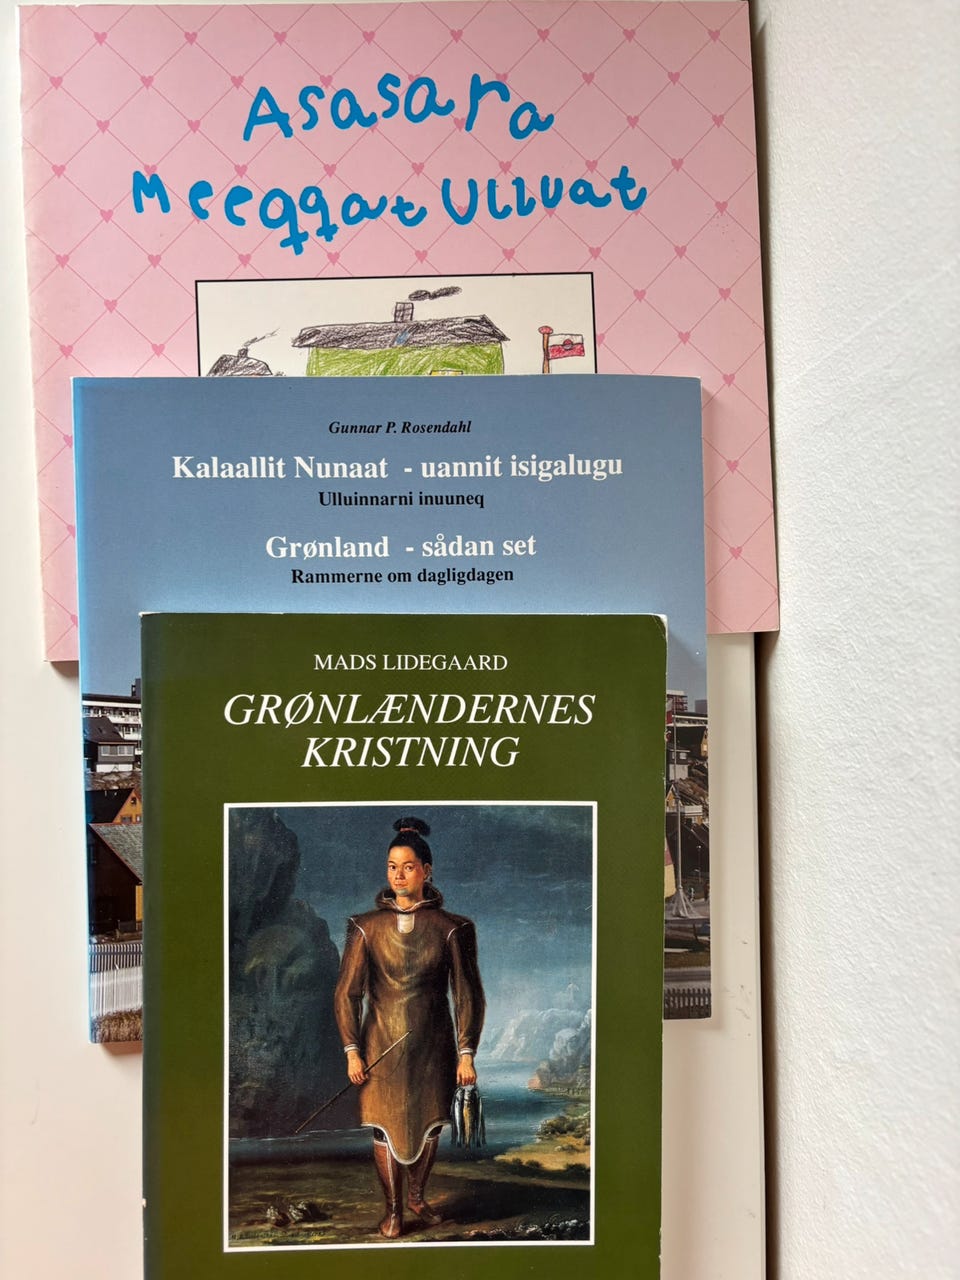 Asasara
Meeqqat Ulluat
Gunnar P. Rosendahl
Kalaallit Nunaat - uannit isigalugu
Ulluinnarni inuuneq
Grønland - sådan set
Rammerne om dagligdagen
MADS LIDEGAARD
GRØNLÆNDERNES
KRISTNING